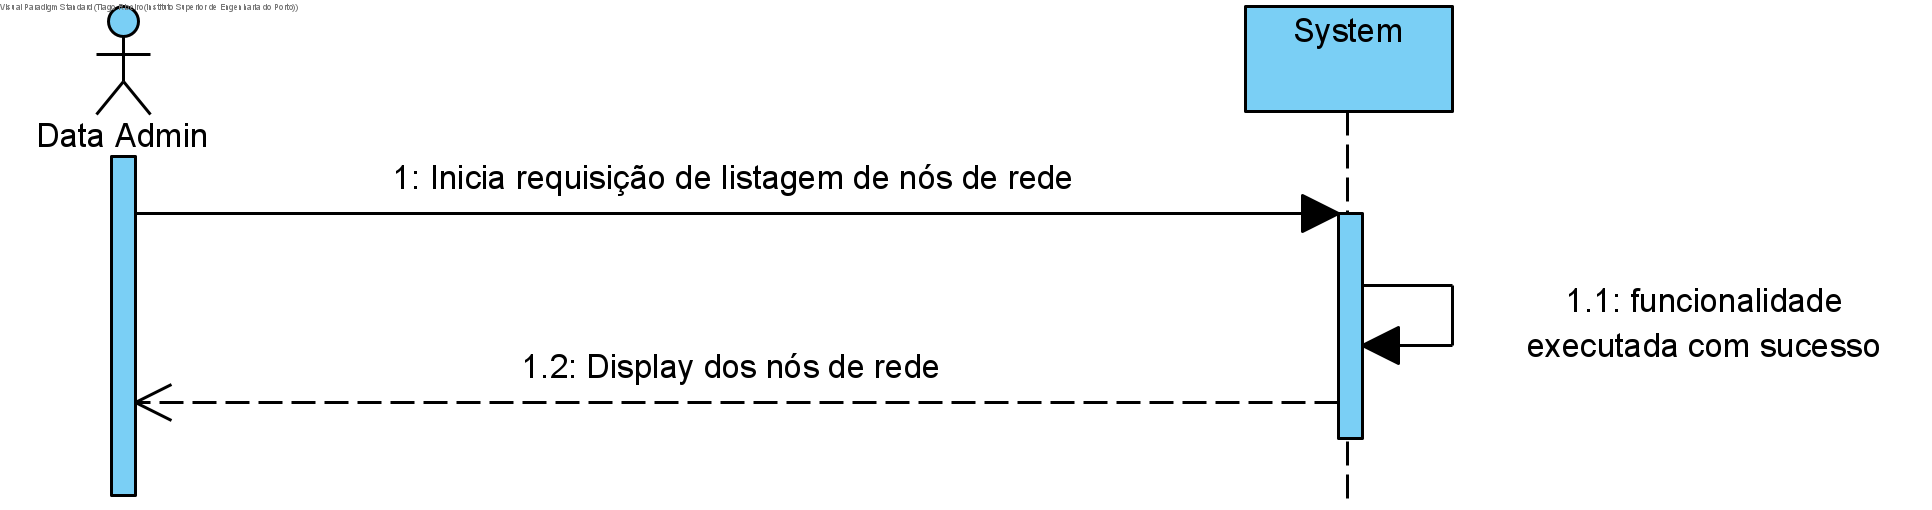 Visual Paradigm Standard (Tiago Ribeiro(Instituto Superior de Engenharia do Porto))
System
Data Admin
1: Inicia requisição de listagem de nós de rede
1.1: funcionalidade
executada com sucesso
1.2: Display dos nós de rede